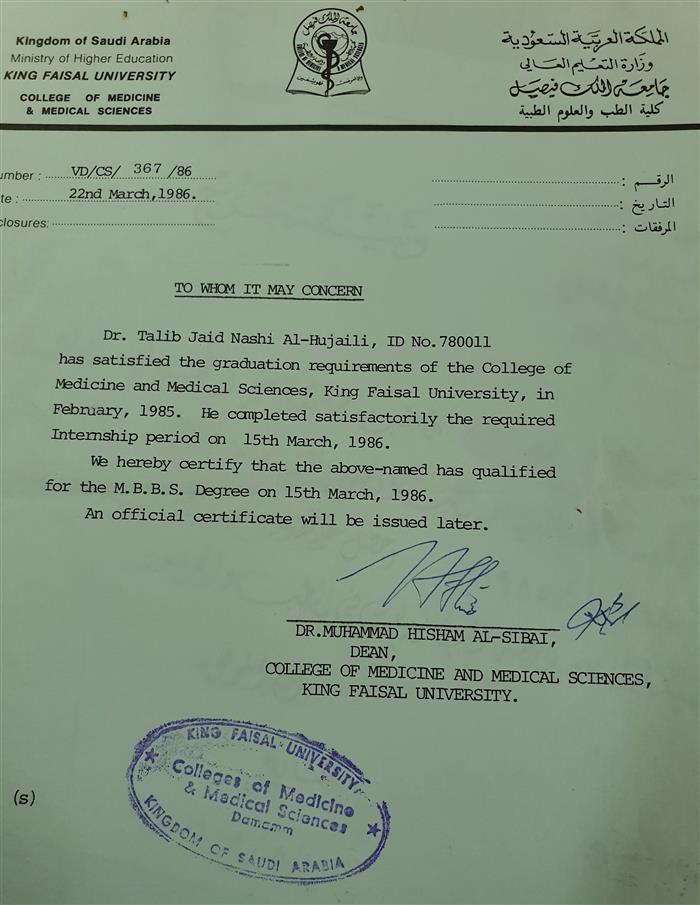 Kingdom of Saudi Arabia
Ministry of Higher Education
KING FAISAL UNIVERSITY
COLLEGE OF MEDICINE
& MEDICAL SCIENCES
المملكة العربية السعودية
وزارة التعليم العالي
جامعة الملك فيصل
كلية الطب والعلوم الطبية
umber : VD/CS/ 367 /86
te : 22nd March,1986.
closures:
الرقم :
التاريخ :
المرفقات :
TO WHOM IT MAY CONCERN
Dr. Talib Jaid Nashi Al-Hujaili, ID No.780011
has satisfied the graduation requirements of the College of
Medicine and Medical Sciences, King Faisal University, in
February, 1985. He completed satisfactorily the required
Internship period on 15th March, 1986.
We hereby certify that the above-named has qualified
for the M.B.B.S. Degree on 15th March, 1986.
An official certificate will be issued later.
DR.MUHAMMAD HISHAM AL-SIBAI,
DEAN,
COLLEGE OF MEDICINE AND MEDICAL SCIENCES,
KING FAISAL UNIVERSITY.
KING FAISAL UNIVERSITY
Colleges of Medicine
& Medical Sciences
Dammam
KINGDOM OF SAUDI ARABIA
(s)